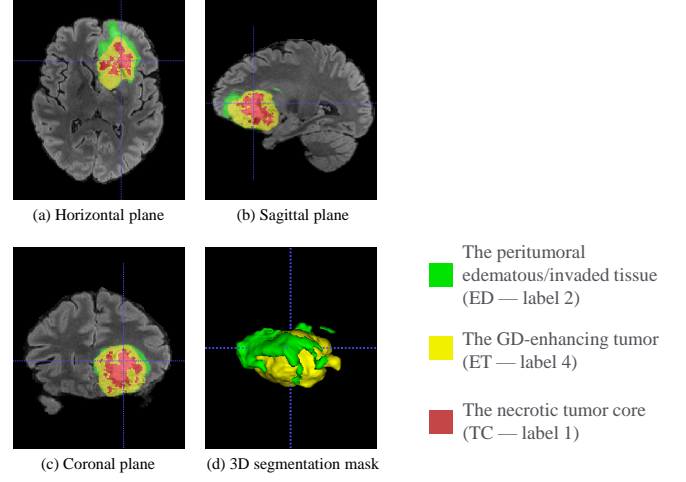 (a) Horizontal plane
(b) Sagittal plane
(c) Coronal plane
(d) 3D segmentation mask
The peritumoral
edematous/invaded tissue
(ED — label 2)
The GD-enhancing tumor
(ET — label 4)
The necrotic tumor core
(TC — label 1)